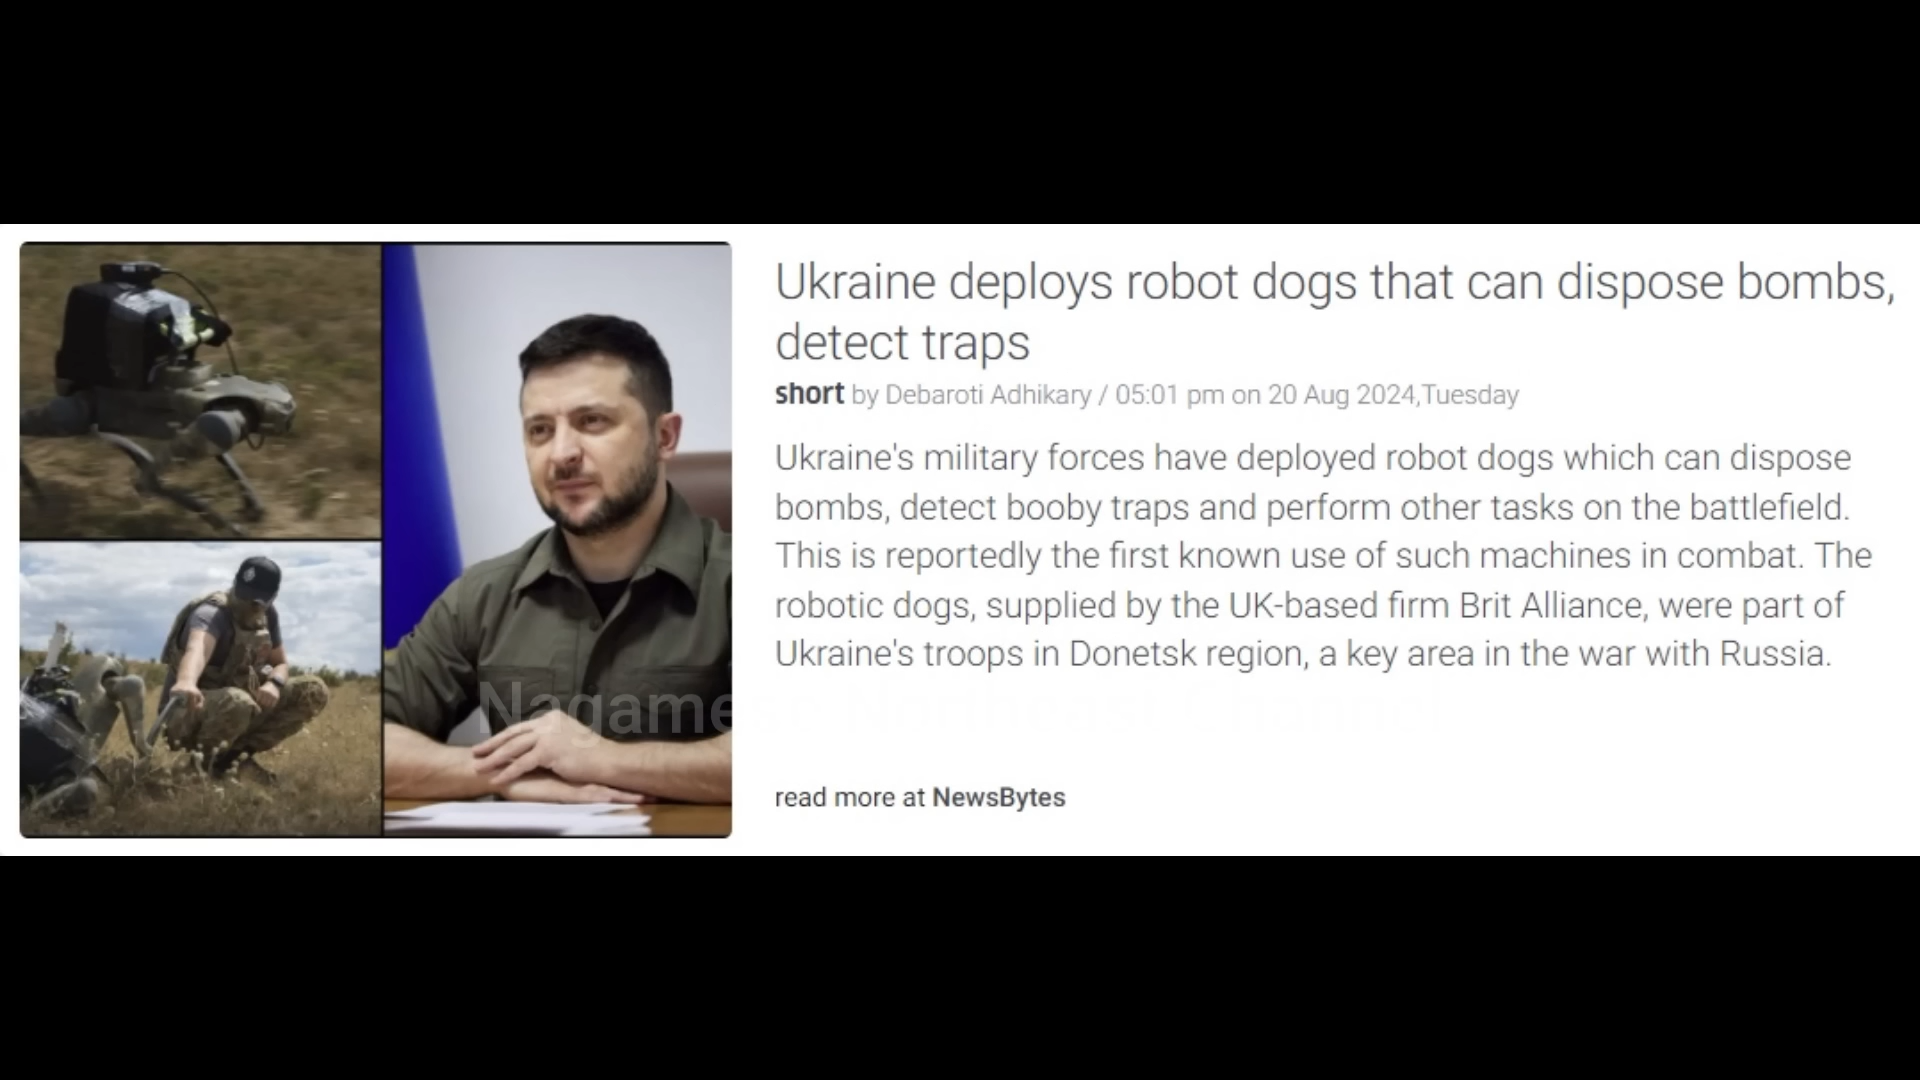 Ukraine deploys robot dogs that can dispose bombs,
detect traps
short by Debaroti Adhikary / 05:01 pm on 20 Aug 2024,Tuesday
Ukraine's military forces have deployed robot dogs which can dispose
bombs, detect booby traps and perform other tasks on the battlefield.
This is reportedly the first known use of such machines in combat. The
robotic dogs, supplied by the UK-based firm Brit Alliance, were part of
Ukraine's troops in Donetsk region, a key area in the war with Russia.
Nagamese
read more at NewsBytes